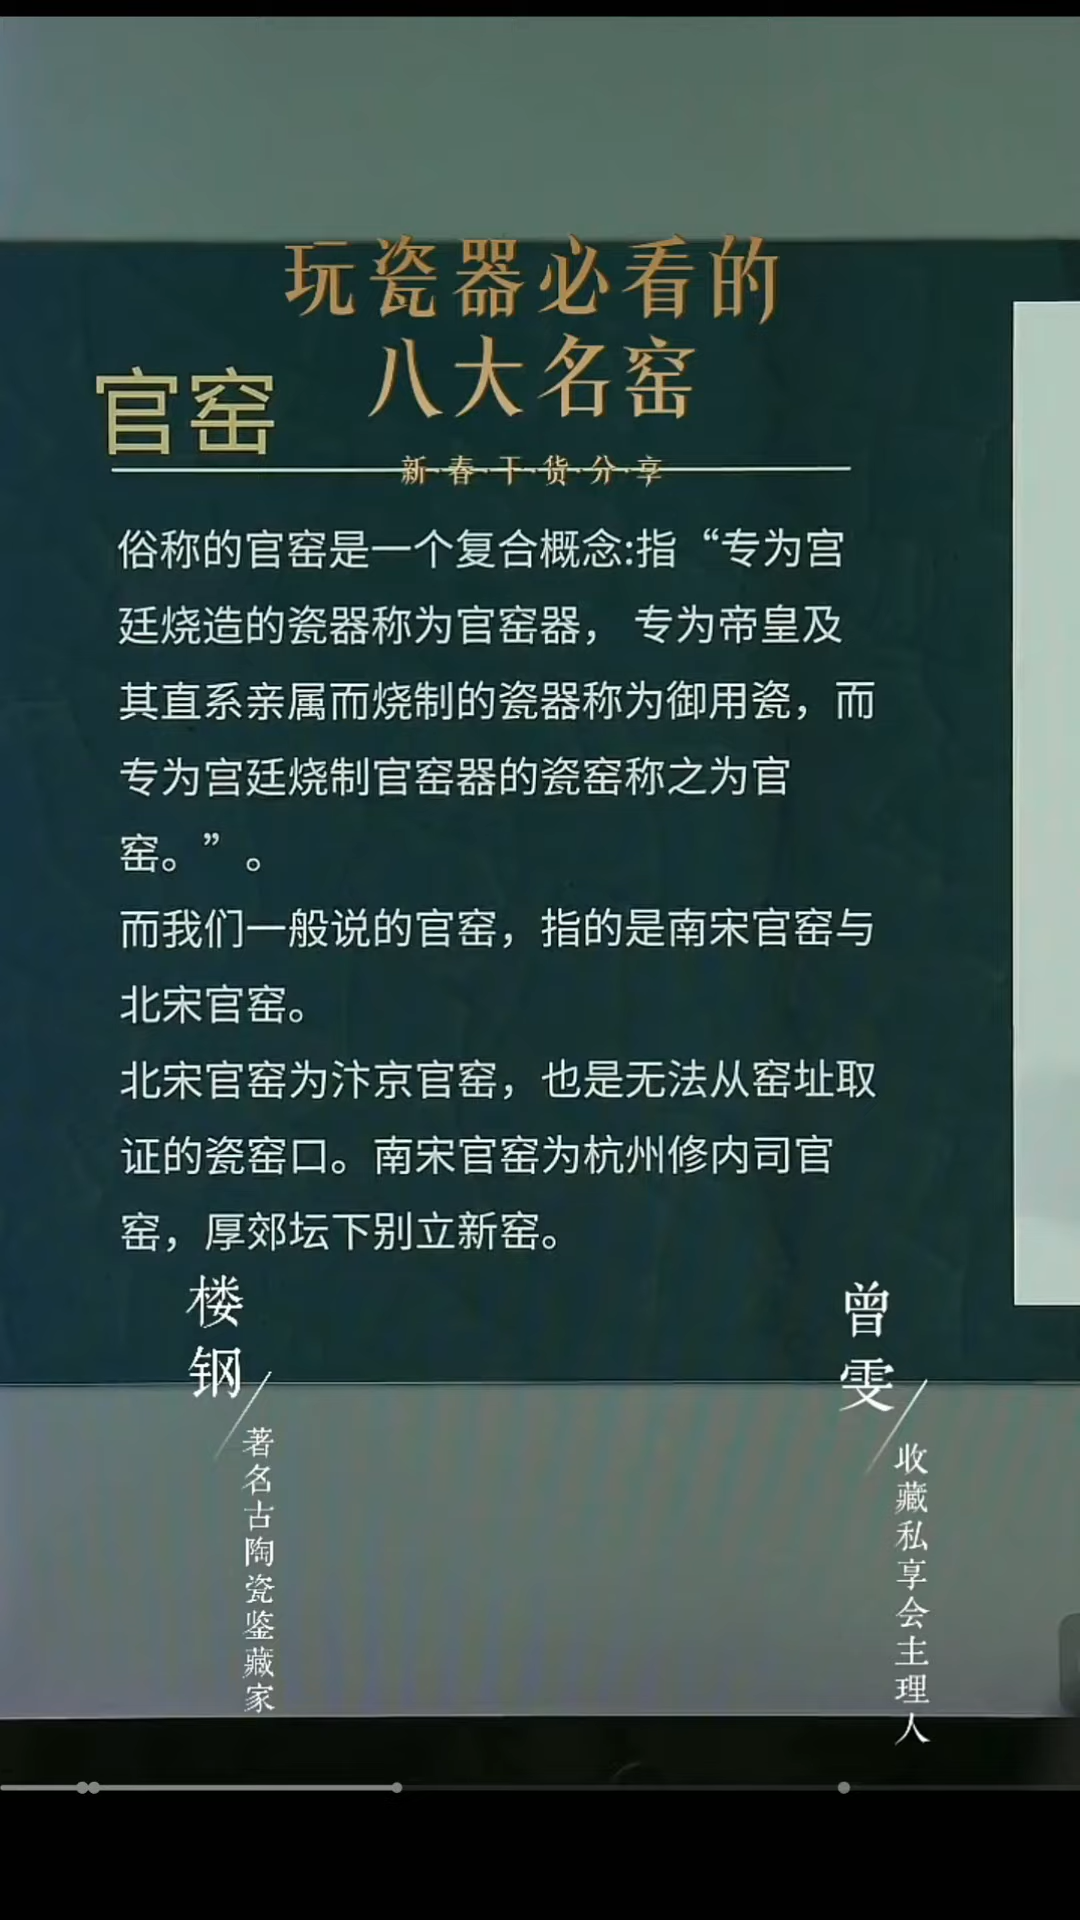 玩瓷器必看的
八大名窑
官窑
新·春·干·货·分·享
俗称的官窑是一个复合概念:指“专为宫
廷烧造的瓷器称为官窑器， 专为帝皇及
其直系亲属而烧制的瓷器称为御用瓷，而
专为宫廷烧制官窑器的瓷窑称之为官
窑。”。
而我们一般说的官窑，指的是南宋官窑与
北宋官窑。
北宋官窑为汴京官窑，也是无法从窑址取
证的瓷窑口。南宋官窑为杭州修内司官
窑，厚郊坛下别立新窑。
楼钢
著名古陶瓷鉴藏家
曾雯
收藏私享会主理人